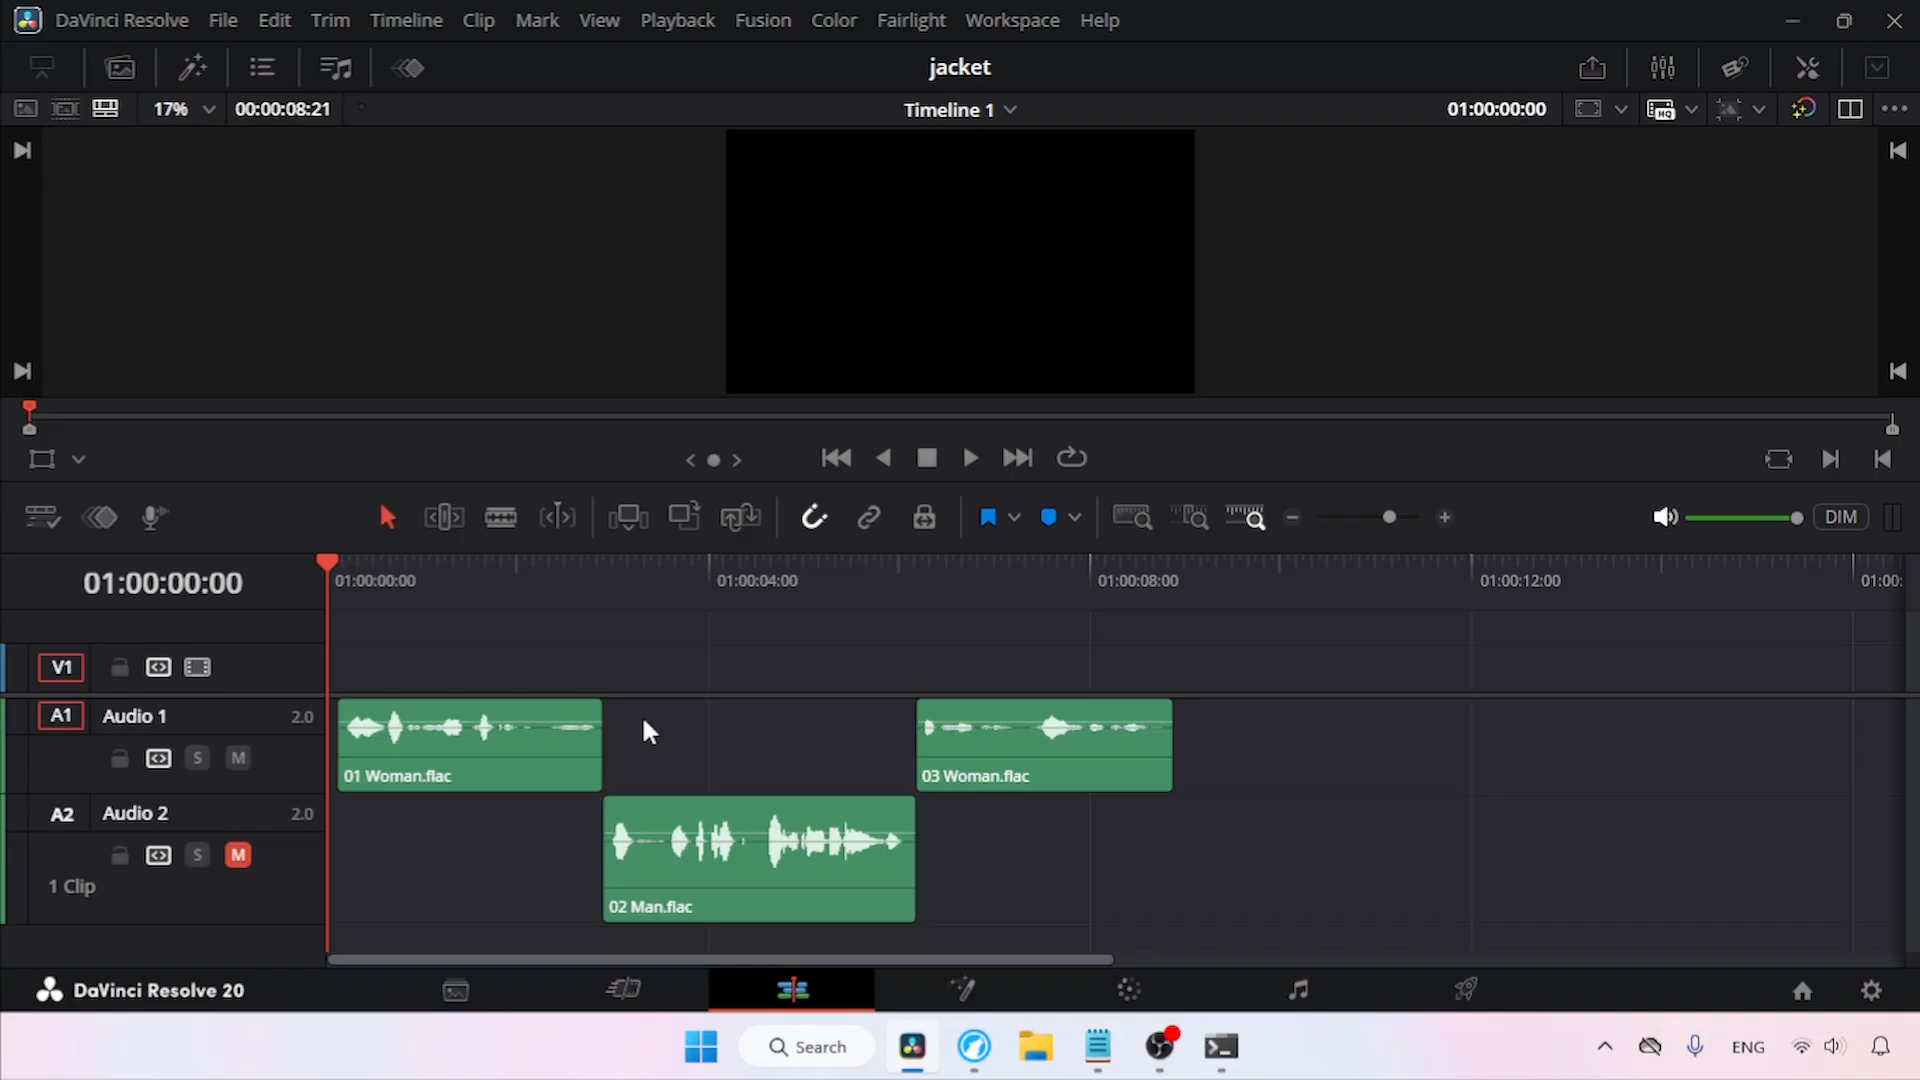 DaVinci Resolve File Edit Trim Timeline Clip Mark View Playback Fusion Color Fairlight Workspace Help
jacket
17% 00:00:08:21 Timeline 1 01:00:00:00 HQ
DIM
01:00:00:00 01:00:00:00 01:00:04:00 01:00:08:00 01:00:12:00 01:00:
V1
A1 Audio 1 2.0
S M
01 Woman.flac 03 Woman.flac
A2 Audio 2 2.0
S M
1 Clip
02 Man.flac
DaVinci Resolve 20
Search ENG